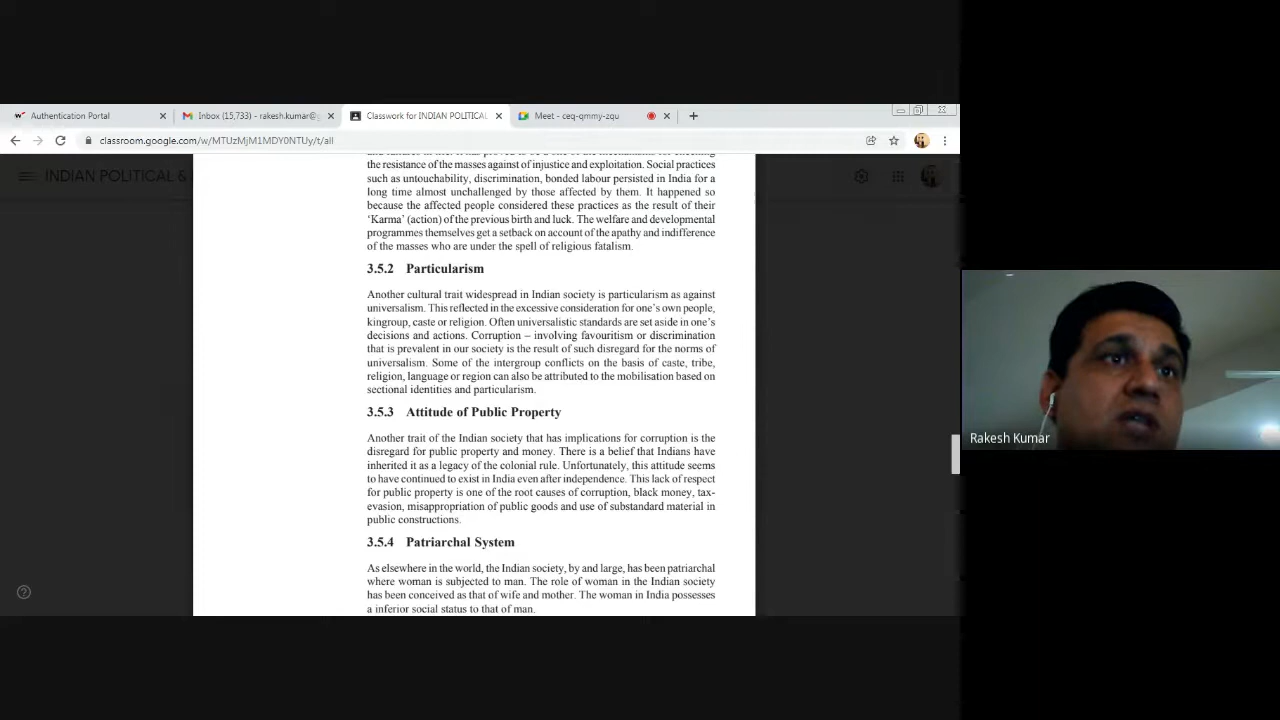 Authentication Portal
Inbox (15,733) - rakesh.kumar@g
Classwork for INDIAN POLITICAL
Meet - ceq-qmmy-zqu
classroom.google.com/w/MTUzMjM1MDY0NTUy/t/all
INDIAN POLITICAL &
the resistance of the masses against of injustice and exploitation. Social practices
such as untouchability, discrimination, bonded labour persisted in India for a
long time almost unchallenged by those affected by them. It happened so
because the affected people considered these practices as the result of their
‘Karma’ (action) of the previous birth and luck. The welfare and developmental
programmes themselves get a setback on account of the apathy and indifference
of the masses who are under the spell of religious fatalism.
3.5.2 Particularism
Another cultural trait widespread in Indian society is particularism as against
universalism. This reflected in the excessive consideration for one’s own people,
kingroup, caste or religion. Often universalistic standards are set aside in one’s
decisions and actions. Corruption – involving favouritism or discrimination
that is prevalent in our society is the result of such disregard for the norms of
universalism. Some of the intergroup conflicts on the basis of caste, tribe,
religion, language or region can also be attributed to the mobilisation based on
sectional identities and particularism.
3.5.3 Attitude of Public Property
Another trait of the Indian society that has implications for corruption is the
disregard for public property and money. There is a belief that Indians have
inherited it as a legacy of the colonial rule. Unfortunately, this attitude seems
to have continued to exist in India even after independence. This lack of respect
for public property is one of the root causes of corruption, black money, tax-
evasion, misappropriation of public goods and use of substandard material in
public constructions.
3.5.4 Patriarchal System
As elsewhere in the world, the Indian society, by and large, has been patriarchal
where woman is subjected to man. The role of woman in the Indian society
has been conceived as that of wife and mother. The woman in India possesses
a inferior social status to that of man.
Rakesh Kumar